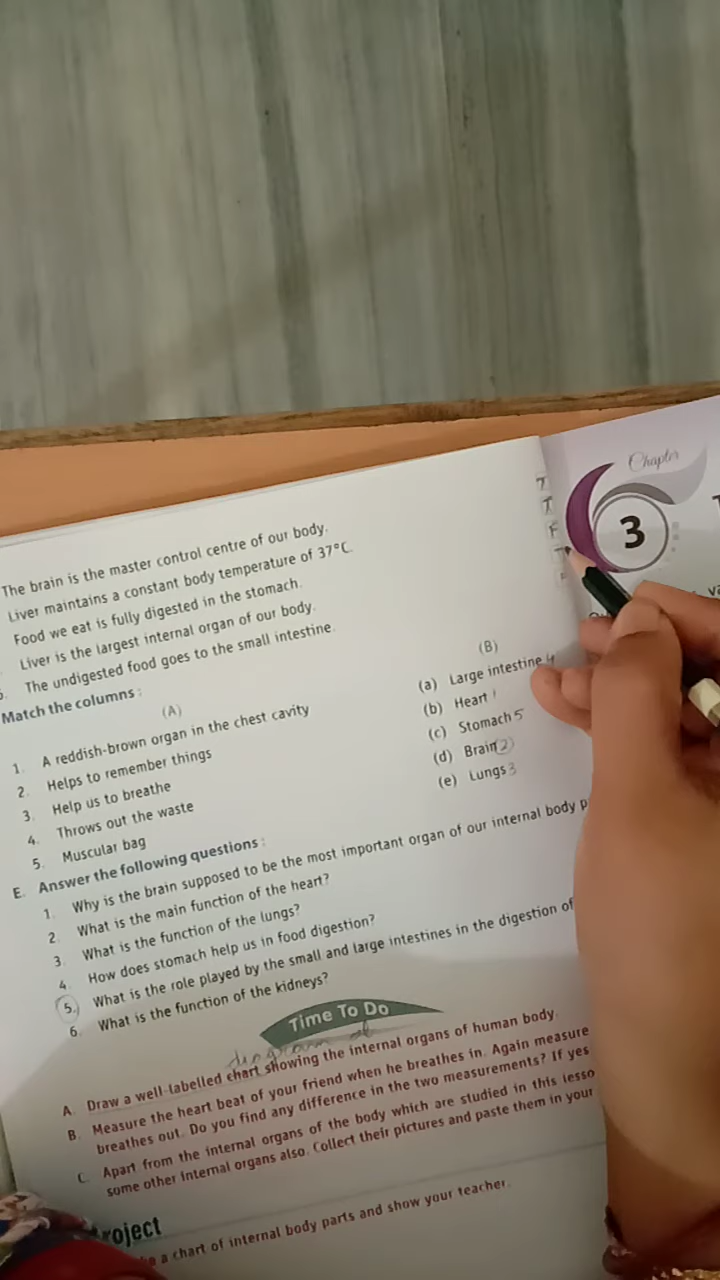 The brain is the master control centre of our body. T
Liver maintains a constant body temperature of 37°C. T
Food we eat is fully digested in the stomach. F
Liver is the largest internal organ of our body. T
The undigested food goes to the small intestine.
Chapter
3
Match the columns :
(A) (B)
1. A reddish-brown organ in the chest cavity (a) Large intestine 4
2. Helps to remember things (b) Heart 1
3. Help us to breathe (c) Stomach 5
4. Throws out the waste (d) Brain 2
5. Muscular bag (e) Lungs 3
E. Answer the following questions :
1. Why is the brain supposed to be the most important organ of our internal body p
2. What is the main function of the heart?
3. What is the function of the lungs?
4. How does stomach help us in food digestion?
5. What is the role played by the small and large intestines in the digestion of
6. What is the function of the kidneys?
Time To Do
diagram of
A. Draw a well-labelled chart showing the internal organs of human body.
B. Measure the heart beat of your friend when he breathes in. Again measure
breathes out. Do you find any difference in the two measurements? If yes
C. Apart from the internal organs of the body which are studied in this lesso
some other internal organs also. Collect their pictures and paste them in your
roject
a chart of internal body parts and show your teacher.